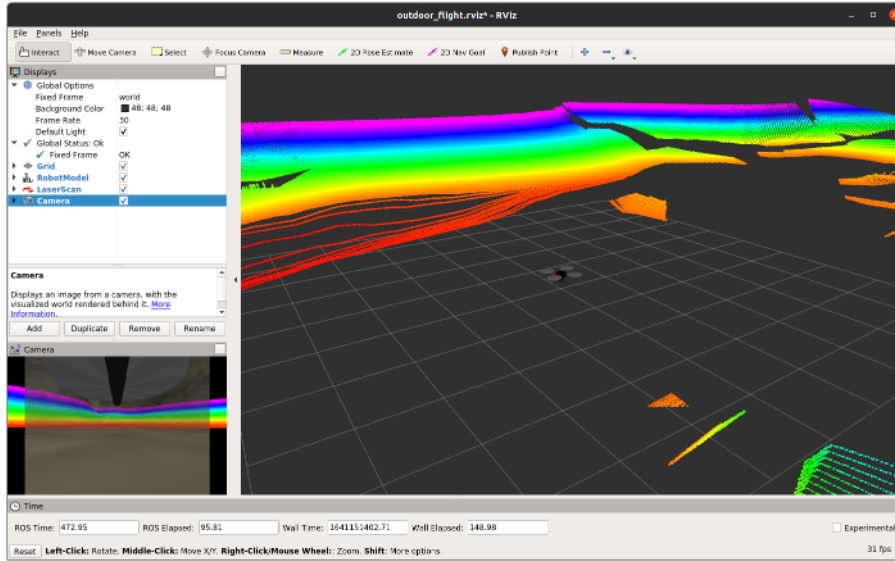 outdoor_flight.rviz* - RViz
File Panels Help
Interact Move Camera Select Focus Camera Measure 2D Pose Estimate 2D Nav Goal Publish Point
Displays
Global Options
Fixed Frame world
Background Color 48; 48; 48
Frame Rate 30
Default Light
Global Status: Ok
Fixed Frame OK
Grid
RobotModel
LaserScan
Camera
Camera
Displays an image from a camera, with the
visualized world rendered behind it. More
Information.
Add Duplicate Remove Rename
Camera
Time
ROS Time: 472.95 ROS Elapsed: 95.81 Wall Time: 1641151402.71 Wall Elapsed: 148.98 Experimental
Reset Left-Click: Rotate. Middle-Click: Move X/Y. Right-Click/Mouse Wheel: Zoom. Shift: More options. 31 fps